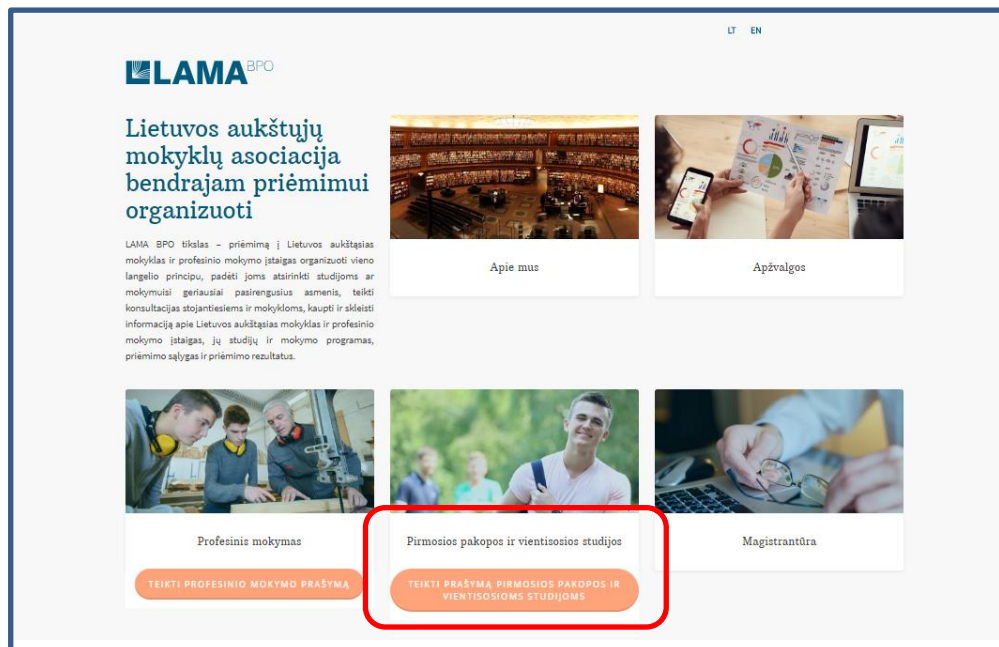 LT EN
LAMA BPO
Lietuvos aukštųjų
mokyklų asociacija
bendrajam priėmimui
organizuoti
LAMA BPO tikslas – priėmimą į Lietuvos aukštąsias
mokyklas ir profesinio mokymo įstaigas organizuoti vieno
langelio principu, padėti joms atsirinkti studijoms ar
mokymuisi geriausiai pasirengusius asmenis, teikti
konsultacijas stojantiesiems ir mokykloms, kaupti ir skleisti
informaciją apie Lietuvos aukštąsias mokyklas ir profesinio
mokymo įstaigas, jų studijų ir mokymo programas,
priėmimo sąlygas ir priėmimo rezultatus.
Apie mus
Apžvalgos
Profesinis mokymas
TEIKTI PROFESINIO MOKYMO PRAŠYMĄ
Pirmosios pakopos ir vientisosios studijos
TEIKTI PRAŠYMĄ PIRMOSIOS PAKOPOS IR
VIENTISOSIOMS STUDIJOMS
Magistrantūra